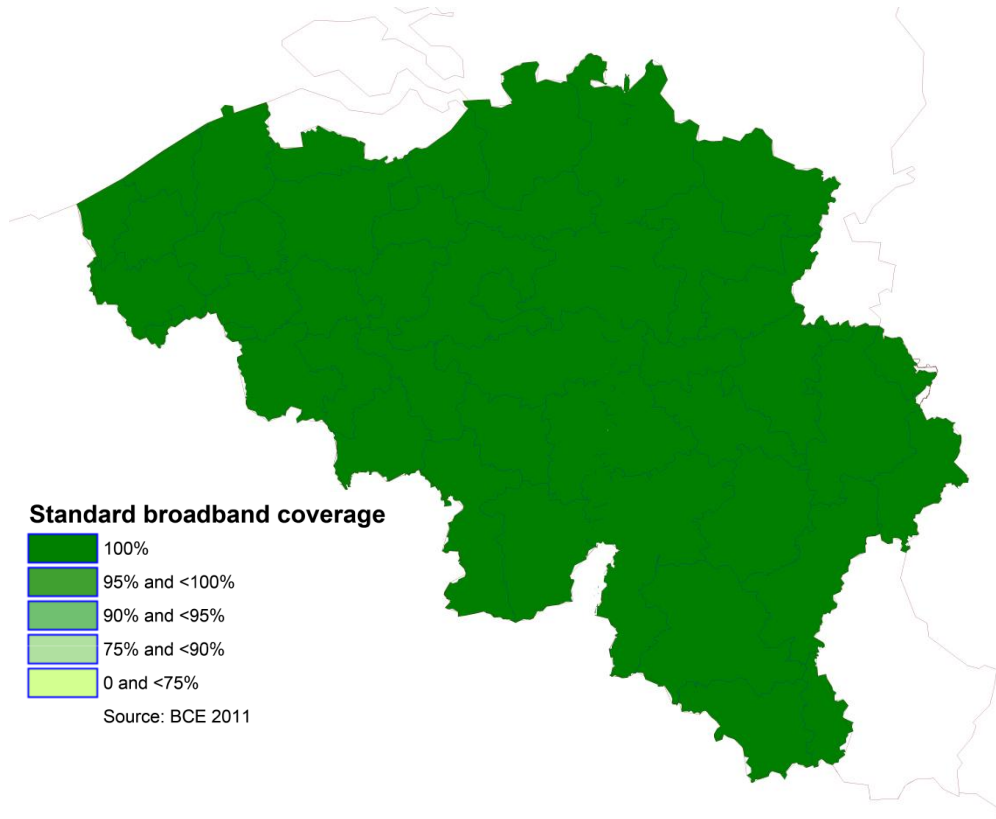 Standard broadband coverage
100%
95% and <100%
90% and <95%
75% and <90%
0 and <75%
Source: BCE 2011